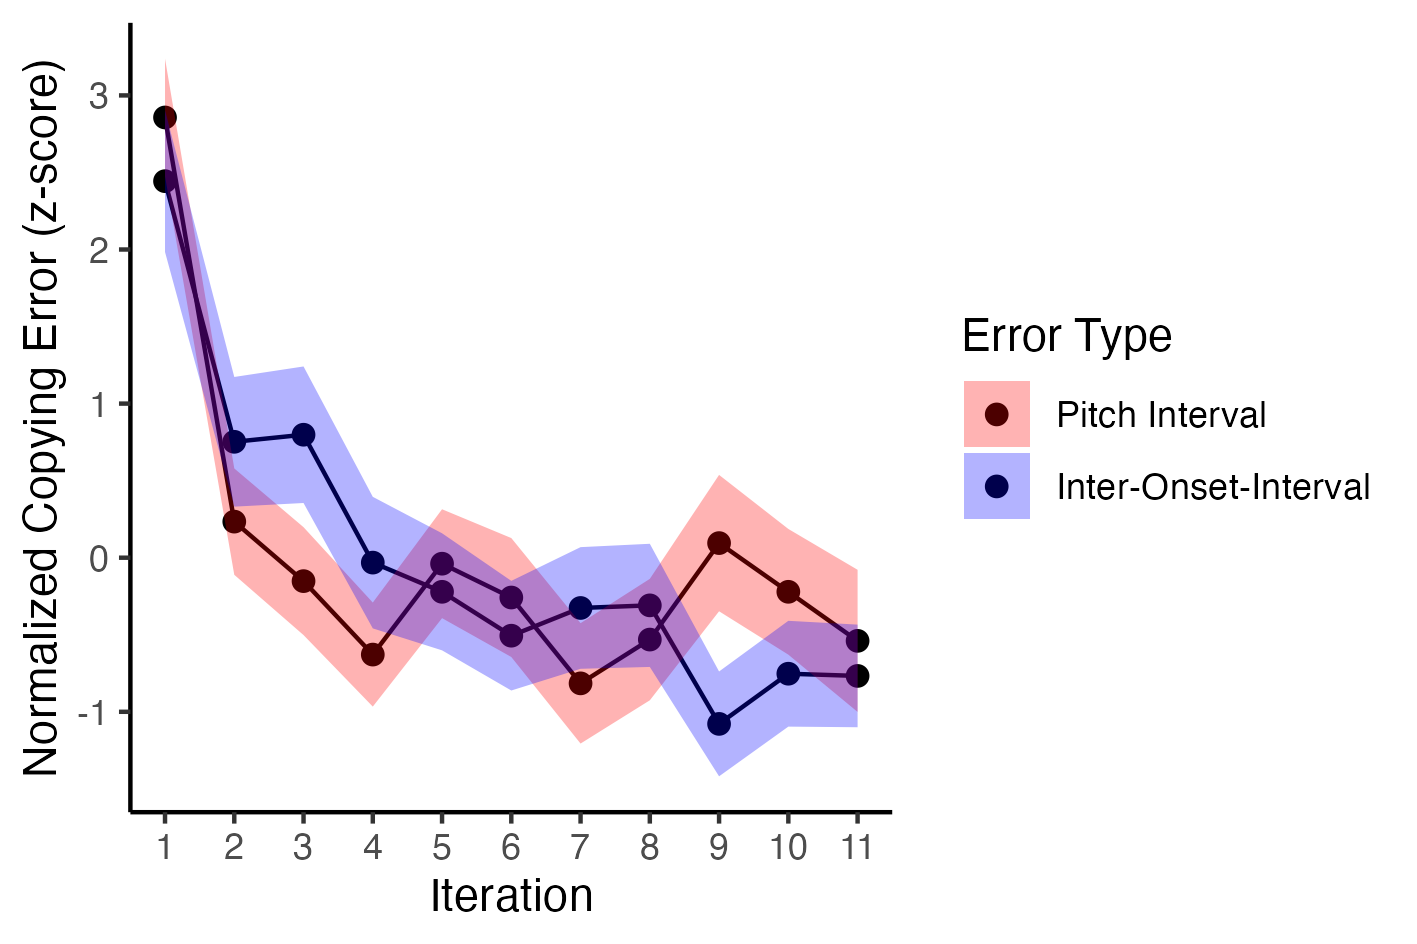 Normalized Copying Error (z-score)
3
2
1
0
-1
1 2 3 4 5 6 7 8 9 10 11
Iteration
Error Type
Pitch Interval
Inter-Onset-Interval